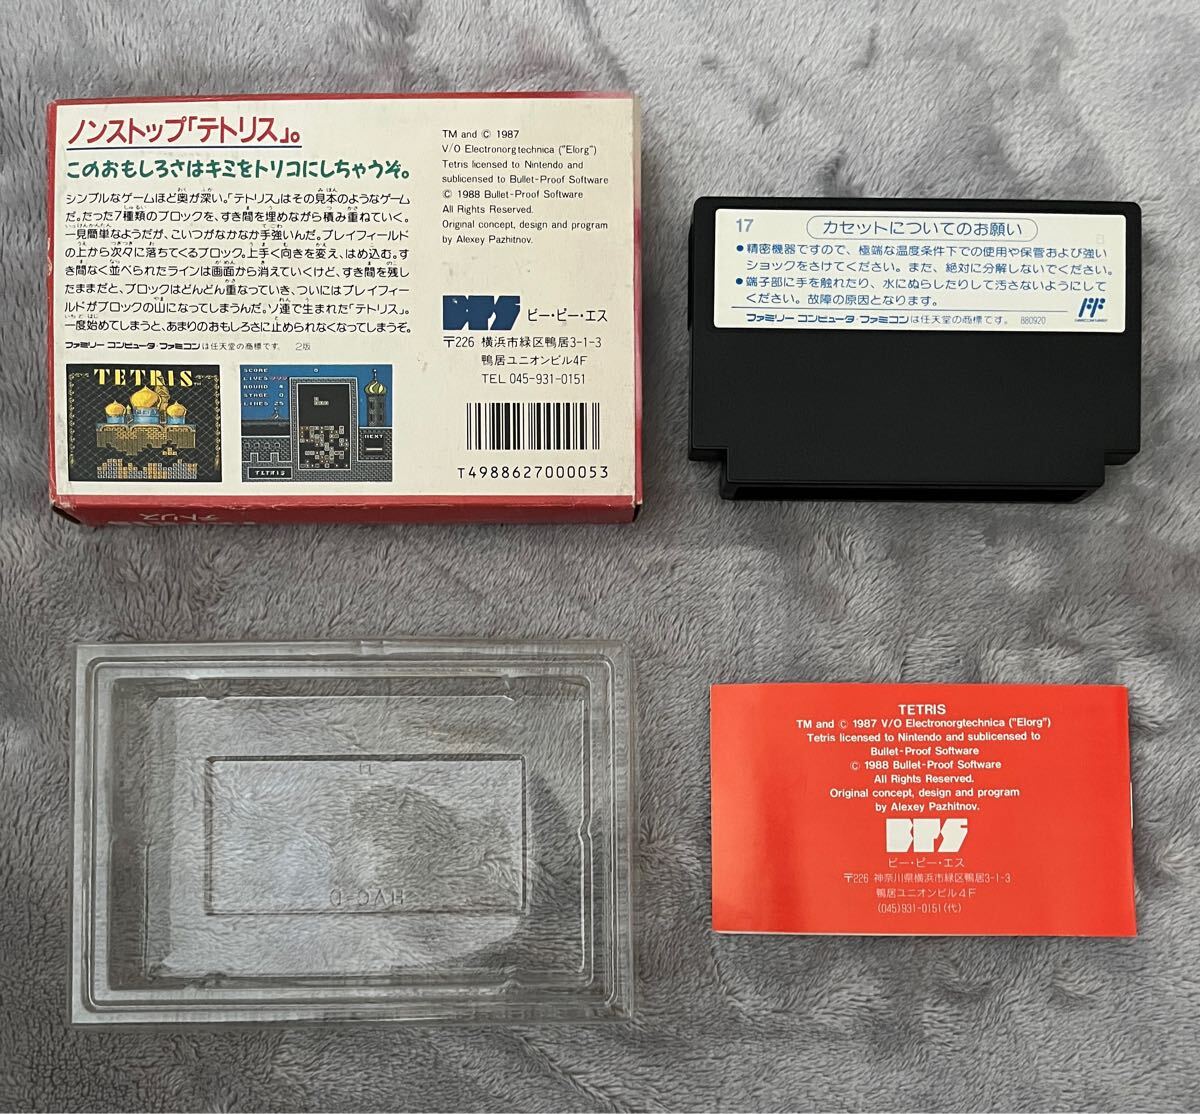 ノンストップ「テトリス」。
このおもしろさはキミをトリコにしちゃうぞ。
シンプルなゲームほど奥が深い。「テトリス」はその見本のようなゲーム
だ。たった7種類のブロックを、すき間を埋めながら積み重ねていく。
一見簡単なようだが、こいつがなかなか手強いんだ。プレイフィールド
の上から次々に落ちてくるブロック。上手く向きを変え、はめ込む。す
き間なく並べられたラインは画面から消えていくけど、すき間を残し
たままだと、ブロックはどんどん重なっていき、ついにはプレイフィー
ルドがブロックの山になってしまうんだ。ソ連で生まれた「テトリス」。
一度始めてしまうと、あまりのおもしろさに止められなくなってしまうぞ。
ファミリーコンピュータ・ファミコンは任天堂の商標です。 2版
TETRIS
SCORE 0
LIVES
ROUND 4
STAGE 0
LINES 25
NEXT
TETRIS
TM and © 1987
V/O Electronorgtechnica ("Elorg")
Tetris licensed to Nintendo and
sublicensed to Bullet-Proof Software
© 1988 Bullet-Proof Software
All Rights Reserved.
Original concept, design and program
by Alexey Pazhitnov.
BPS ビー・ピー・エス
〒226 横浜市緑区鴨居3-1-3
鴨居ユニオンビル4F
TEL 045-931-0151
T4988627000053
テトリス
17 カセットについてのお願い
●精密機器ですので、極端な温度条件下での使用や保管および強い
ショックをさけてください。また、絶対に分解しないでください。
●端子部に手を触れたり、水にぬらしたりして汚さないようにして
ください。故障の原因となります。
ファミリーコンピュータ・ファミコンは任天堂の商標です。 880920
HVC-D
TETRIS
TM and © 1987 V/O Electronorgtechnica ("Elorg")
Tetris licensed to Nintendo and sublicensed to
Bullet-Proof Software
© 1988 Bullet-Proof Software
All Rights Reserved.
Original concept, design and program
by Alexey Pazhitnov.
BPS
ビー・ピー・エス
〒226 神奈川県横浜市緑区鴨居3-1-3
鴨居ユニオンビル4F
(045)931-0151(代)